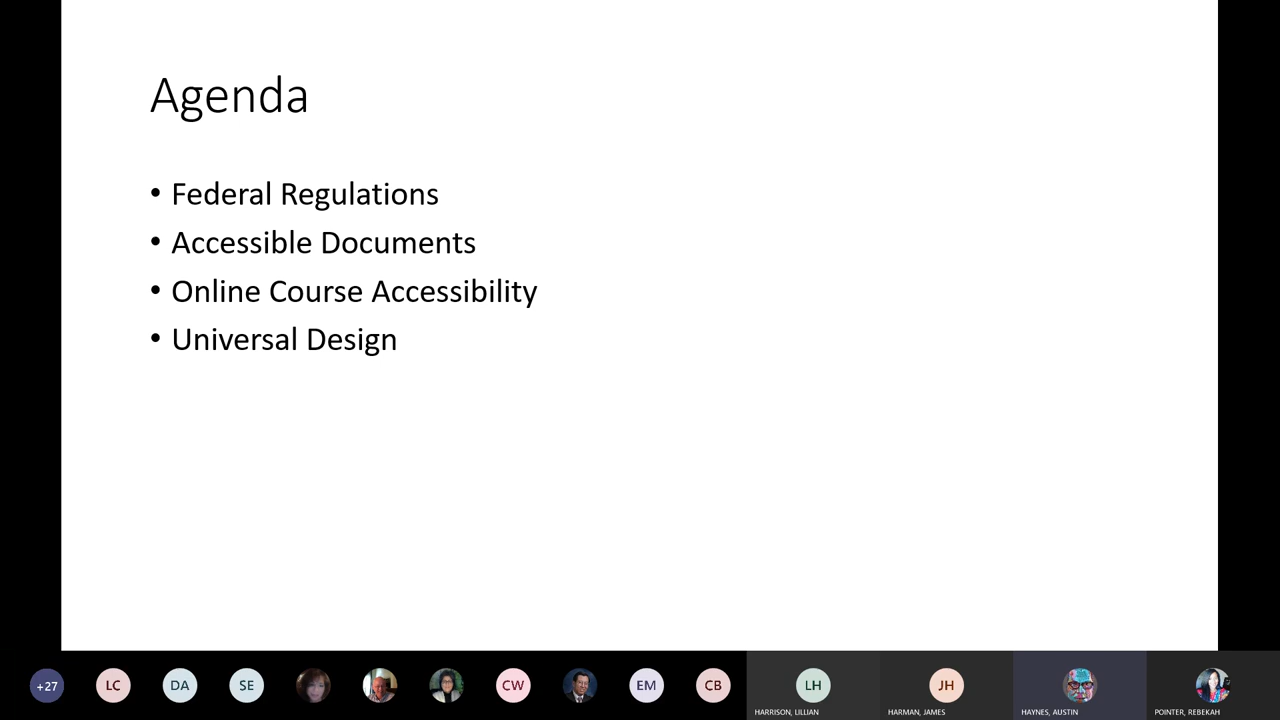 Agenda
• Federal Regulations
• Accessible Documents
• Online Course Accessibility
• Universal Design
+27 LC DA SE CW EM CB LH JH
HARRISON, LILLIAN HARMAN, JAMES HAYNES, AUSTIN POINTER, REBEKAH